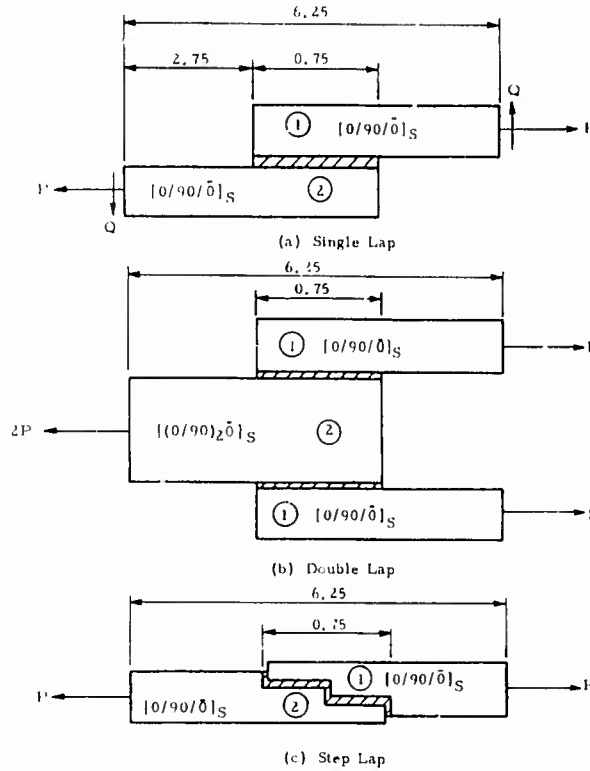 6.25
2.75 0.75
Q
① [0/90/0̄]S
P
[0/90/0̄]S ②
Q
(a) Single Lap
6.25
0.75
① [0/90/0̄]S
2P [(0/90)₂0̄]S ②
① [0/90/0̄]S
(b) Double Lap
6.25
0.75
① [0/90/0̄]S
P
[0/90/0̄]S ②
(c) Step Lap